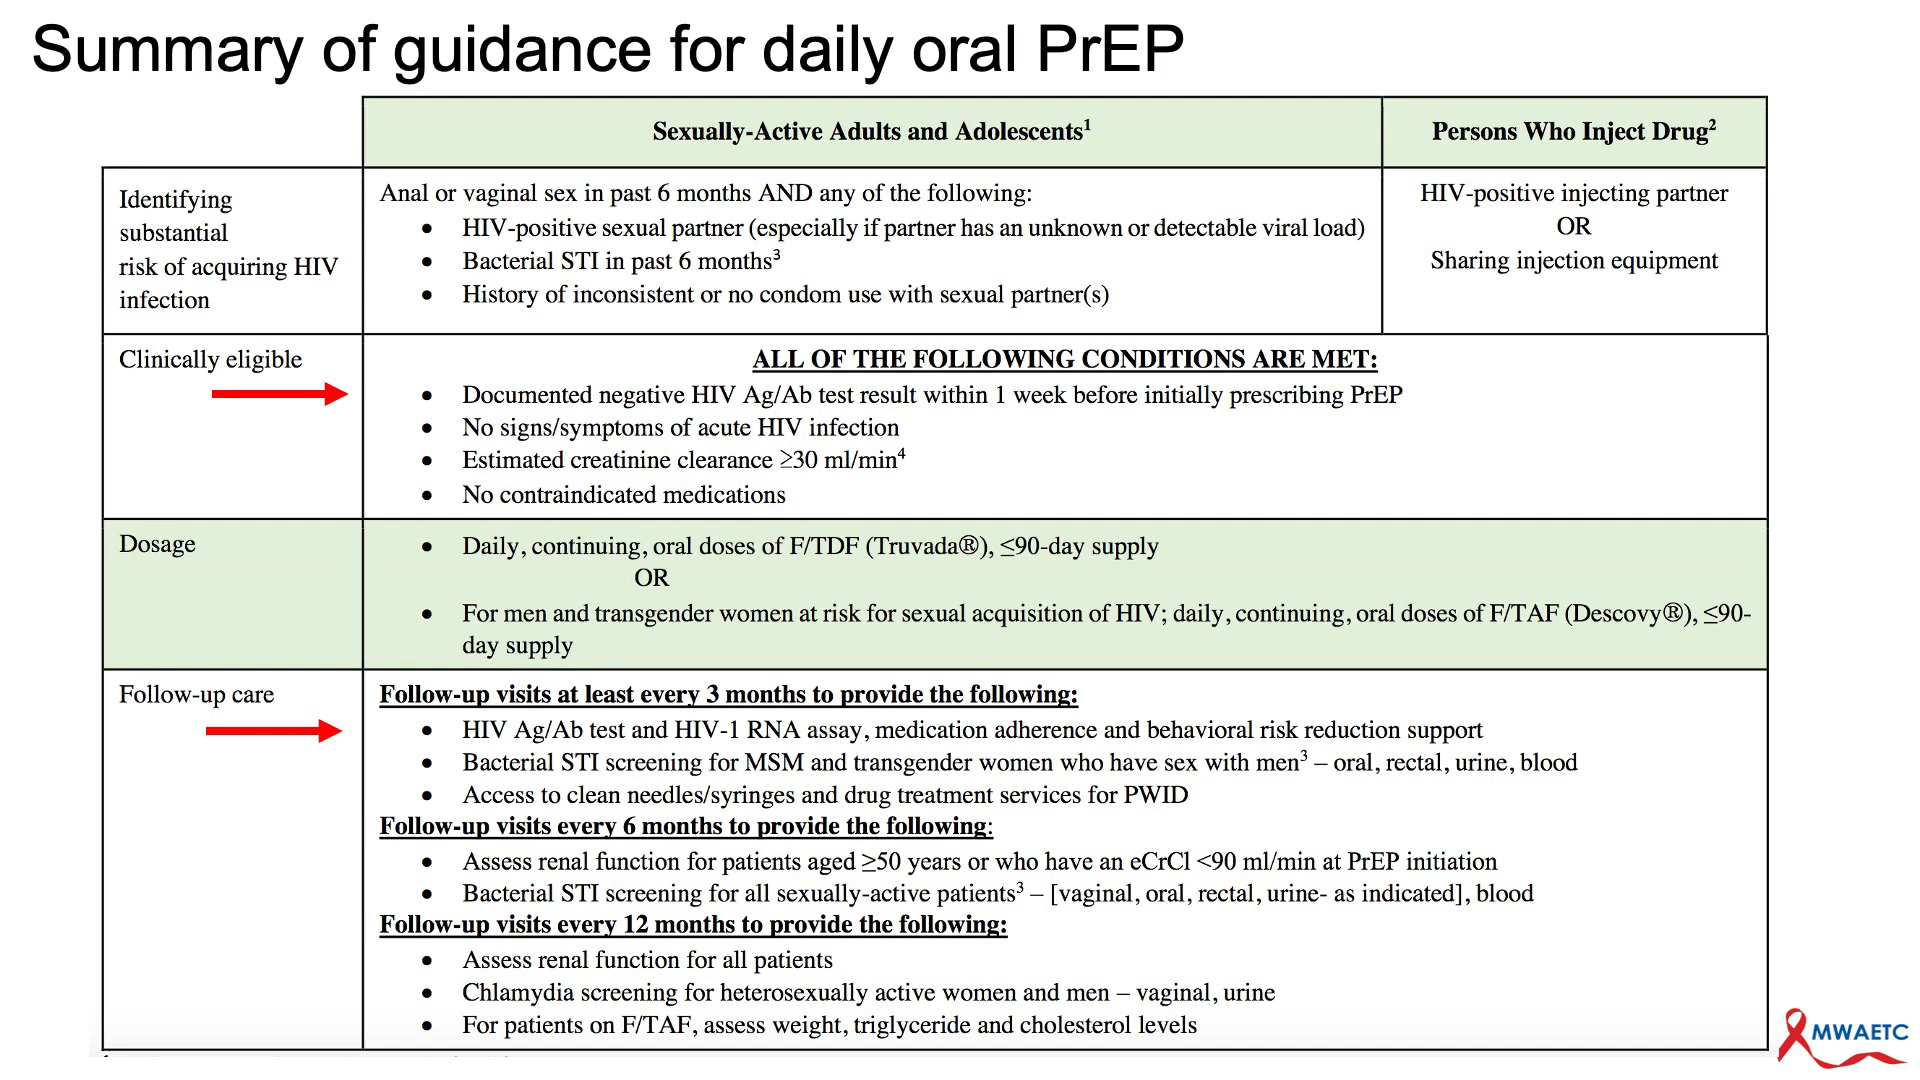 Summary of guidance for daily oral PrEP
Sexually-Active Adults and Adolescents¹
Persons Who Inject Drug²
Identifying
substantial
risk of acquiring HIV
infection
Anal or vaginal sex in past 6 months AND any of the following:
• HIV-positive sexual partner (especially if partner has an unknown or detectable viral load)
• Bacterial STI in past 6 months³
• History of inconsistent or no condom use with sexual partner(s)
HIV-positive injecting partner
OR
Sharing injection equipment
Clinically eligible
ALL OF THE FOLLOWING CONDITIONS ARE MET:
• Documented negative HIV Ag/Ab test result within 1 week before initially prescribing PrEP
• No signs/symptoms of acute HIV infection
• Estimated creatinine clearance ≥30 ml/min⁴
• No contraindicated medications
Dosage
• Daily, continuing, oral doses of F/TDF (Truvada®), ≤90-day supply
OR
• For men and transgender women at risk for sexual acquisition of HIV; daily, continuing, oral doses of F/TAF (Descovy®), ≤90-
day supply
Follow-up care
Follow-up visits at least every 3 months to provide the following:
• HIV Ag/Ab test and HIV-1 RNA assay, medication adherence and behavioral risk reduction support
• Bacterial STI screening for MSM and transgender women who have sex with men³ – oral, rectal, urine, blood
• Access to clean needles/syringes and drug treatment services for PWID
Follow-up visits every 6 months to provide the following:
• Assess renal function for patients aged ≥50 years or who have an eCrCl <90 ml/min at PrEP initiation
• Bacterial STI screening for all sexually-active patients³ – [vaginal, oral, rectal, urine- as indicated], blood
Follow-up visits every 12 months to provide the following:
• Assess renal function for all patients
• Chlamydia screening for heterosexually active women and men – vaginal, urine
• For patients on F/TAF, assess weight, triglyceride and cholesterol levels
MWAETC